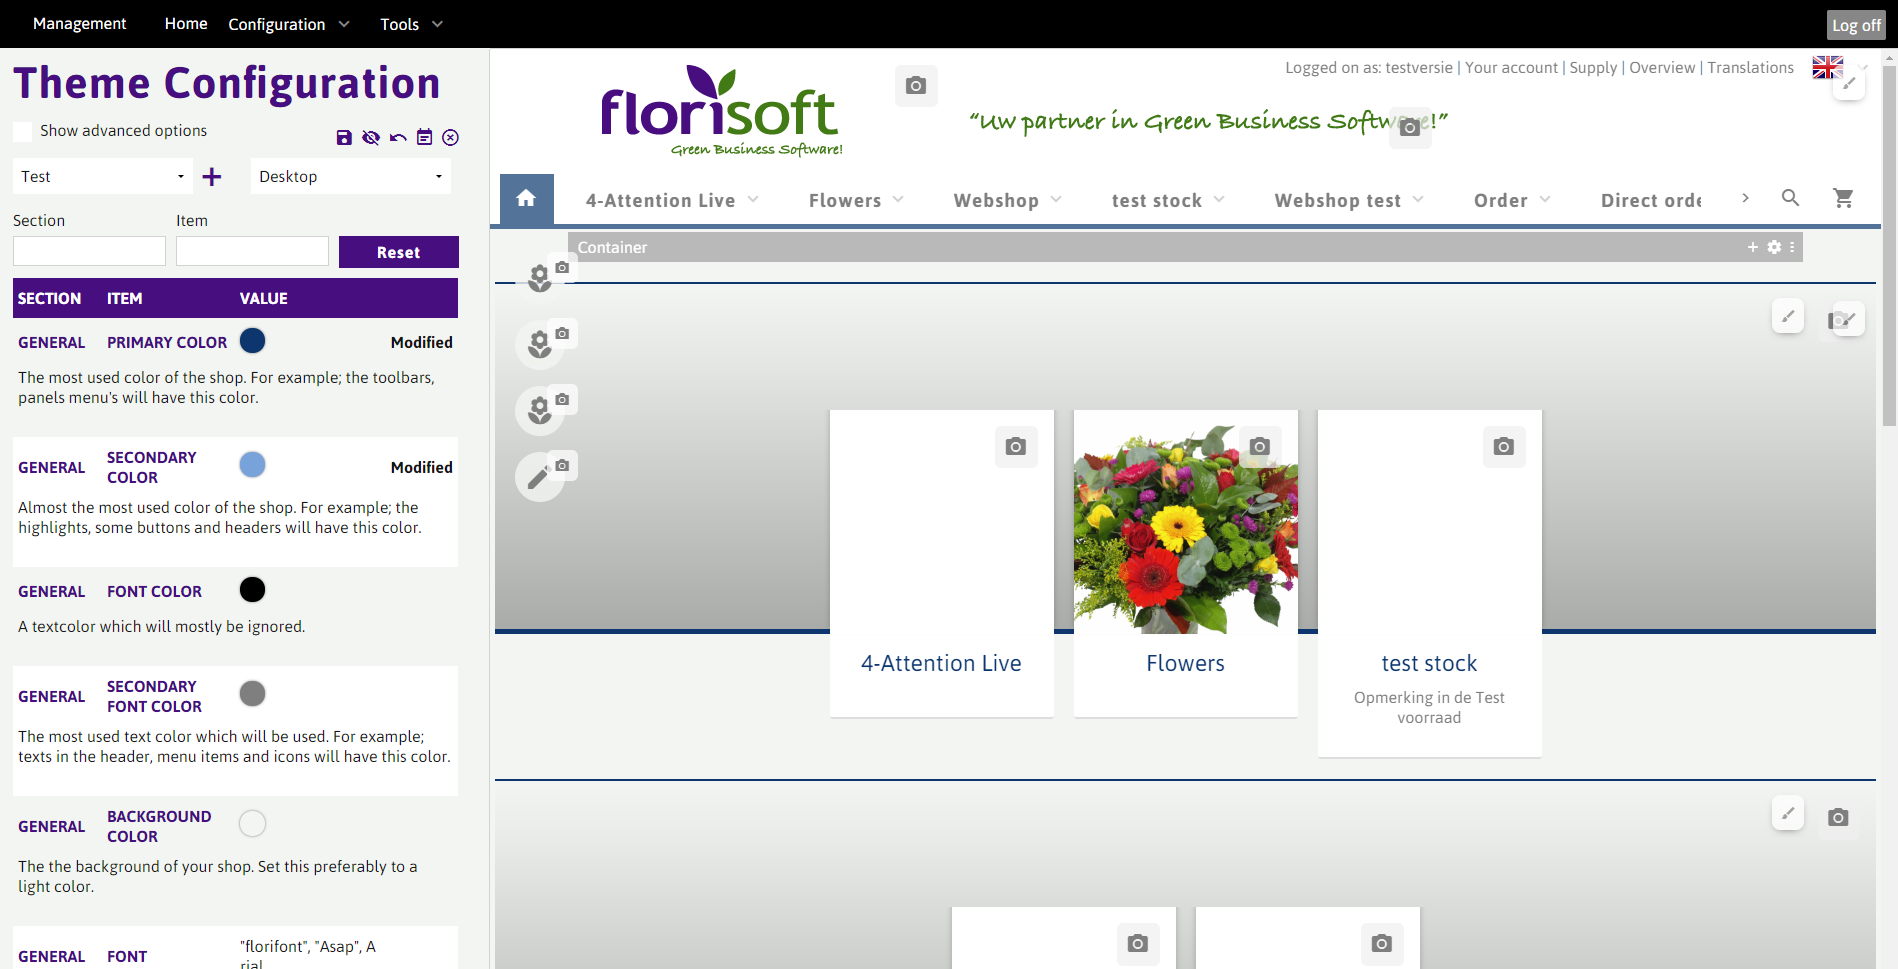 Management Home Configuration Tools Log off
Theme Configuration
Show advanced options
Test Desktop
Section Item
Reset
SECTION ITEM VALUE
GENERAL PRIMARY COLOR Modified
The most used color of the shop. For example; the toolbars,
panels menu's will have this color.
GENERAL SECONDARY
COLOR Modified
Almost the most used color of the shop. For example; the
highlights, some buttons and headers will have this color.
GENERAL FONT COLOR
A textcolor which will mostly be ignored.
GENERAL SECONDARY
FONT COLOR
The most used text color which will be used. For example;
texts in the header, menu items and icons will have this color.
GENERAL BACKGROUND
COLOR
The the background of your shop. Set this preferably to a
light color.
GENERAL FONT "florifont", "Asap", A
rial
Logged on as: testversie | Your account | Supply | Overview | Translations
florisoft
Green Business Software!
“Uw partner in Green Business Software!”
4-Attention Live Flowers Webshop test stock Webshop test Order Direct orde
Container
4-Attention Live
Flowers
test stock
Opmerking in de Test
voorraad